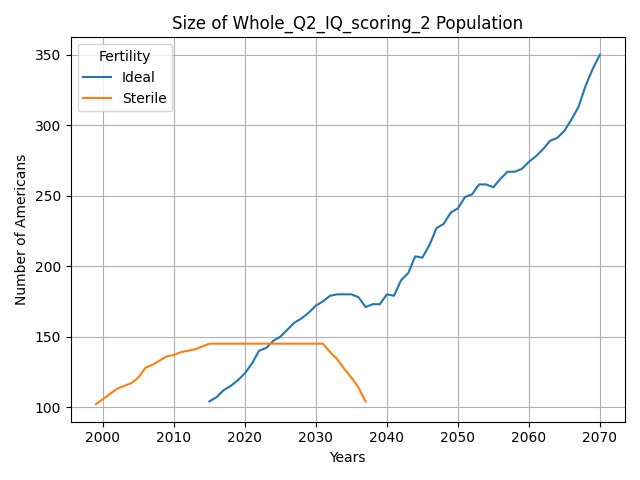 Size of Whole_Q2_IQ_scoring_2 Population
Fertility
Ideal
Sterile
Number of Americans
350
300
250
200
150
100
2000 2010 2020 2030 2040 2050 2060 2070
Years